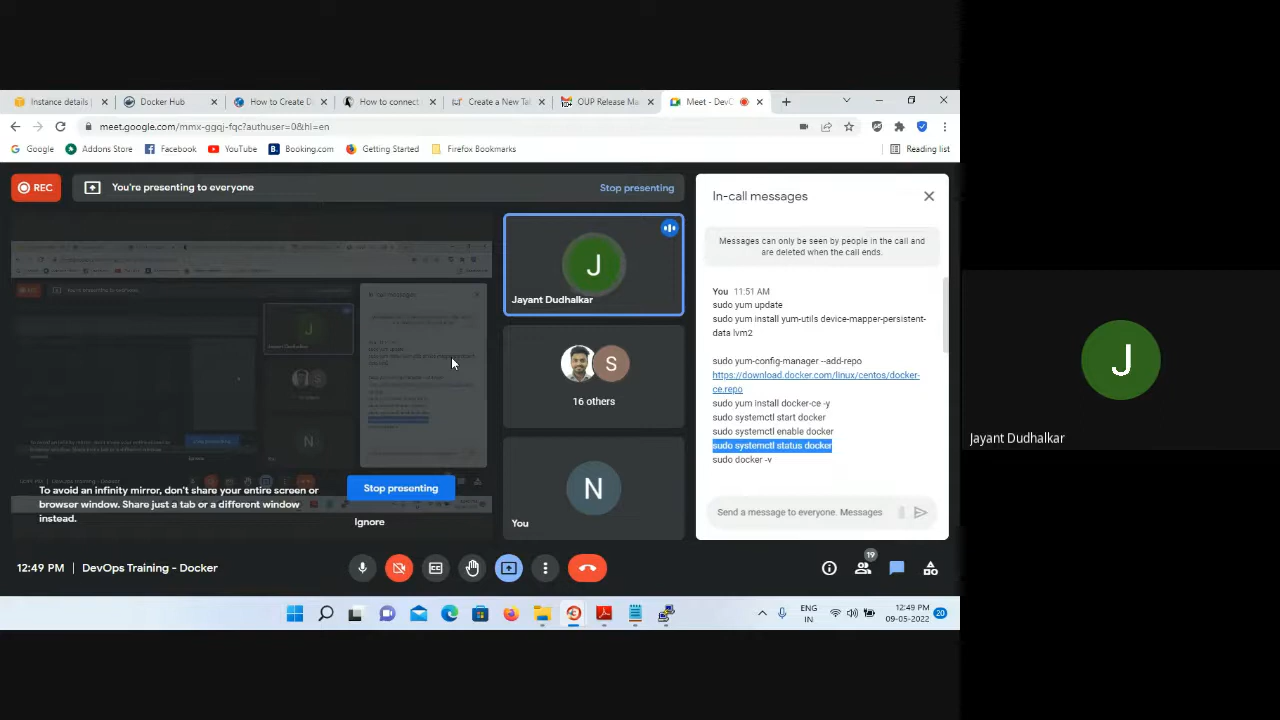 Instance details
Docker Hub
How to Create D
How to connect
Create a New Ta
OUP Release Ma
Meet - DevC
meet.google.com/mmx-ggqj-fqc?authuser=0&hl=en
Google
Addons Store
Facebook
YouTube
Booking.com
Getting Started
Firefox Bookmarks
Reading list
REC
You're presenting to everyone
Stop presenting
To avoid an infinity mirror, don't share your entire screen or
browser window. Share just a tab or a different window
instead.
Stop presenting
Ignore
J
Jayant Dudhalkar
S
16 others
N
You
In-call messages
Messages can only be seen by people in the call and
are deleted when the call ends.
You 11:51 AM
sudo yum update
sudo yum install yum-utils device-mapper-persistent-
data lvm2
sudo yum-config-manager --add-repo
https://download.docker.com/linux/centos/docker-
ce.repo
sudo yum install docker-ce -y
sudo systemctl start docker
sudo systemctl enable docker
sudo systemctl status docker
sudo docker -v
Send a message to everyone. Messages
12:49 PM | DevOps Training - Docker
19
ENG
IN
12:49 PM
09-05-2022
20
J
Jayant Dudhalkar